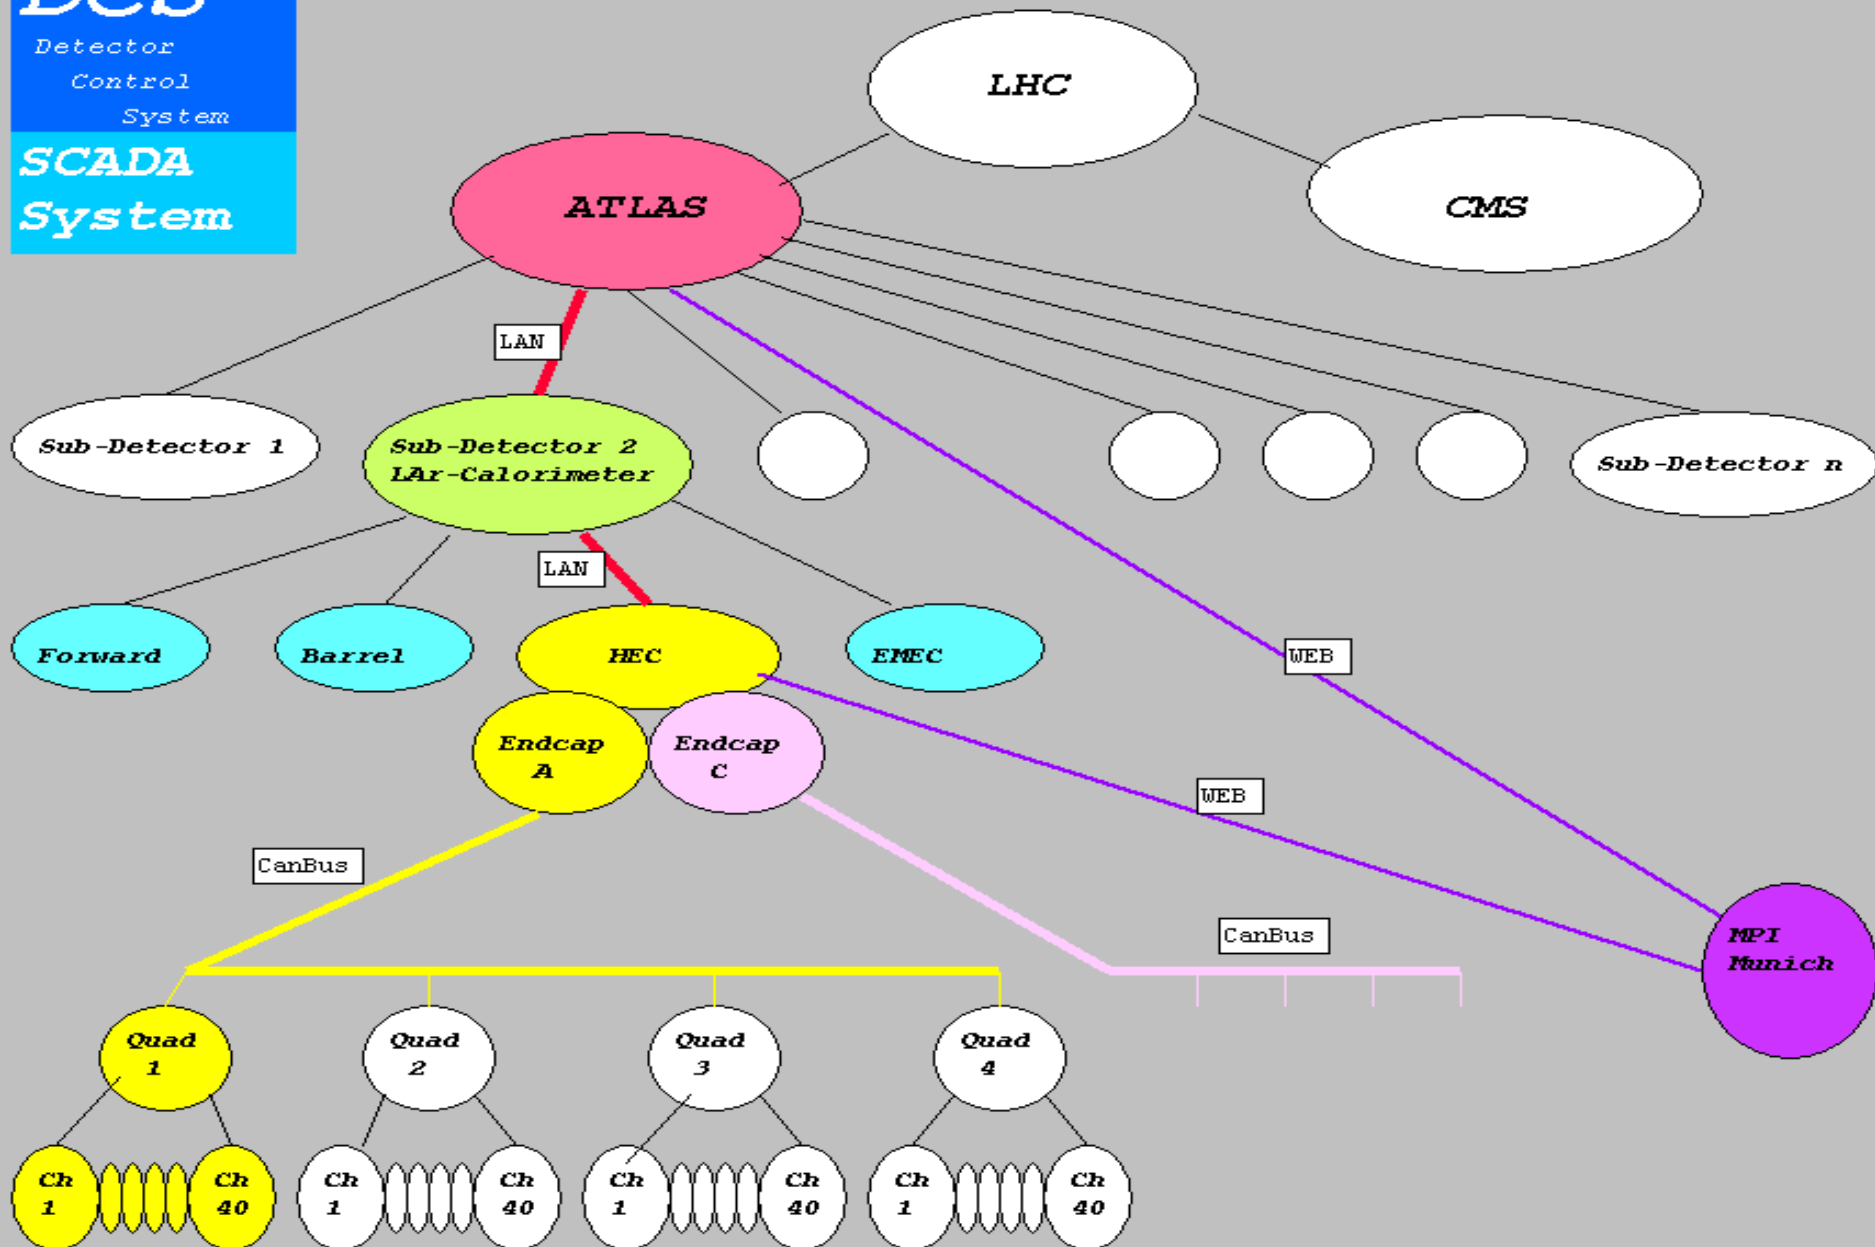 DCS
Detector
Control
System
SCADA
System
LHC
ATLAS
CMS
LAN
Sub-Detector 1
Sub-Detector 2
LAr-Calorimeter
Sub-Detector n
LAN
Forward
Barrel
HEC
EMEC
WEB
Endcap
A
Endcap
C
WEB
CanBus
CanBus
MPI
Munich
Quad
1
Quad
2
Quad
3
Quad
4
Ch
1
Ch
40
Ch
1
Ch
40
Ch
1
Ch
40
Ch
1
Ch
40